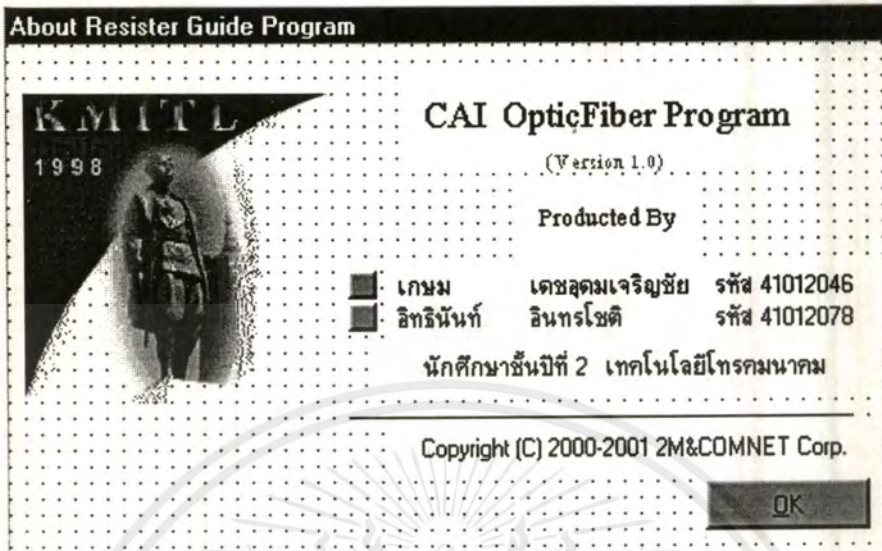 About Resister Guide Program
KMITL
1998
CAI OpticFiber Program
(Version 1.0)
Producted By
เกษม เดชอุดมเจริญชัย รหัส 41012046
อิทธินันท์ อินทรโชติ รหัส 41012078
นักศึกษาชั้นปีที่ 2 เทคโนโลยีโทรคมนาคม
Copyright (C) 2000-2001 2M&COMNET Corp.
OK